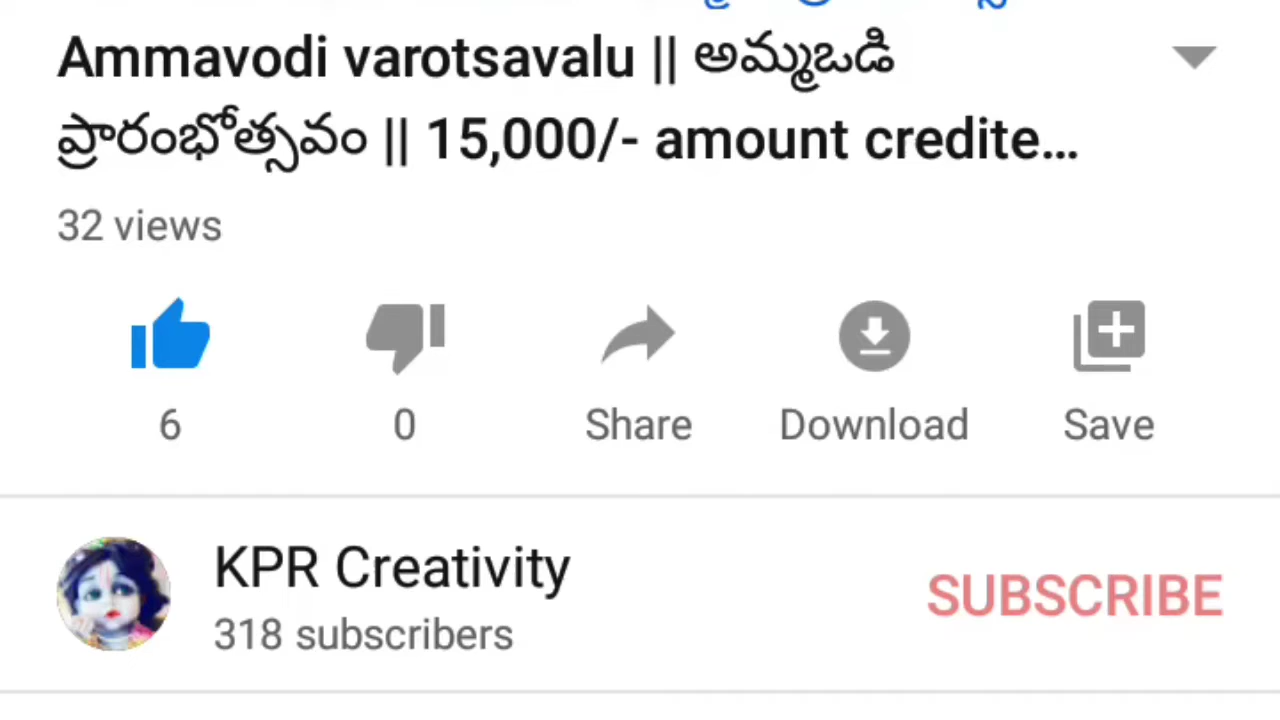 Ammavodi varotsavalu || అమ్మఒడి
ప్రారంభోత్సవం || 15,000/- amount credite...
32 views
6
0
Share
Download
Save
KPR Creativity
318 subscribers
SUBSCRIBE